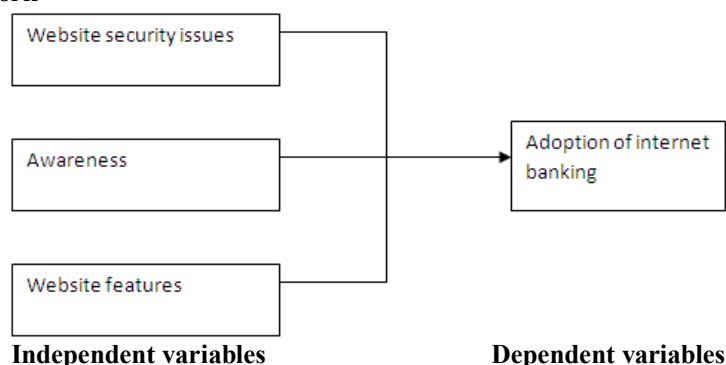 Website security issues
Awareness
Adoption of internet
banking
Website features
Independent variables Dependent variables